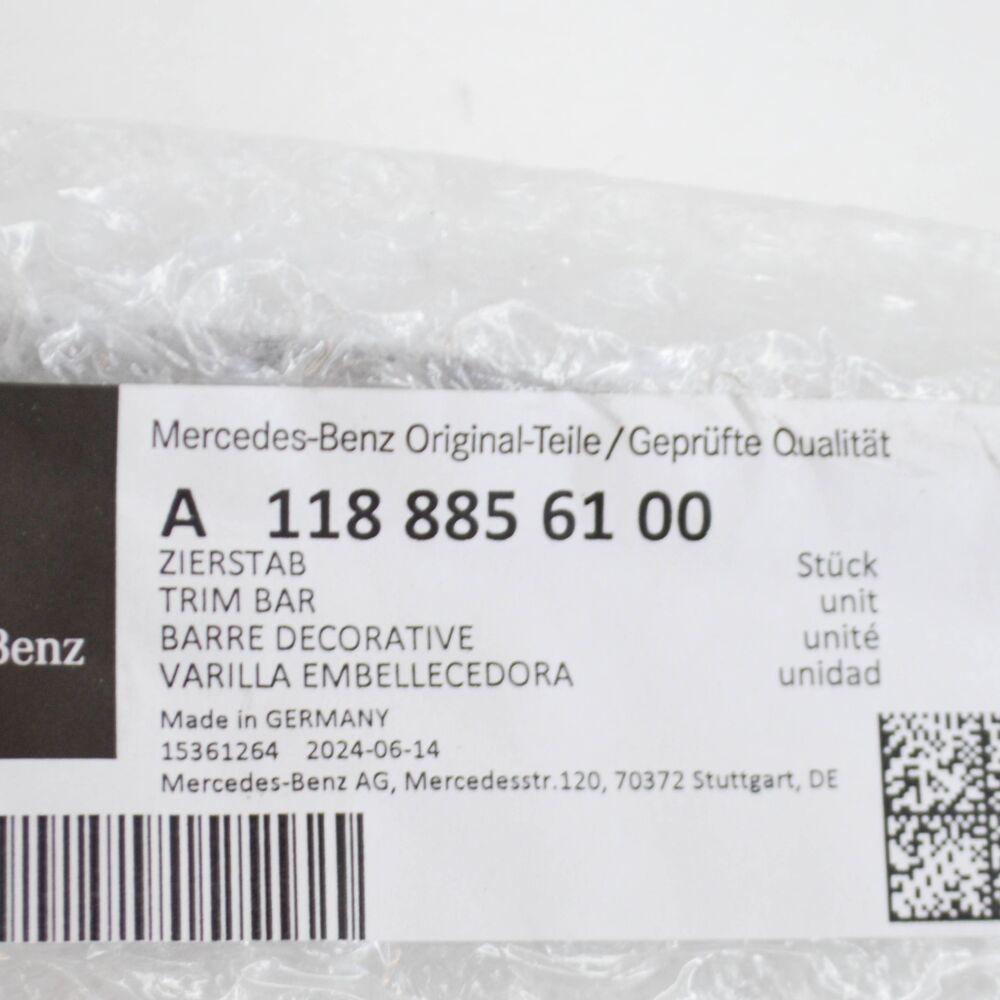 Mercedes-Benz Original-Teile/Geprüfte Qualität
A 118 885 61 00
ZIERSTAB Stück
TRIM BAR unit
BARRE DECORATIVE unité
VARILLA EMBELLECEDORA unidad
Benz
Made in GERMANY
15361264 2024-06-14
Mercedes-Benz AG, Mercedesstr.120, 70372 Stuttgart, DE